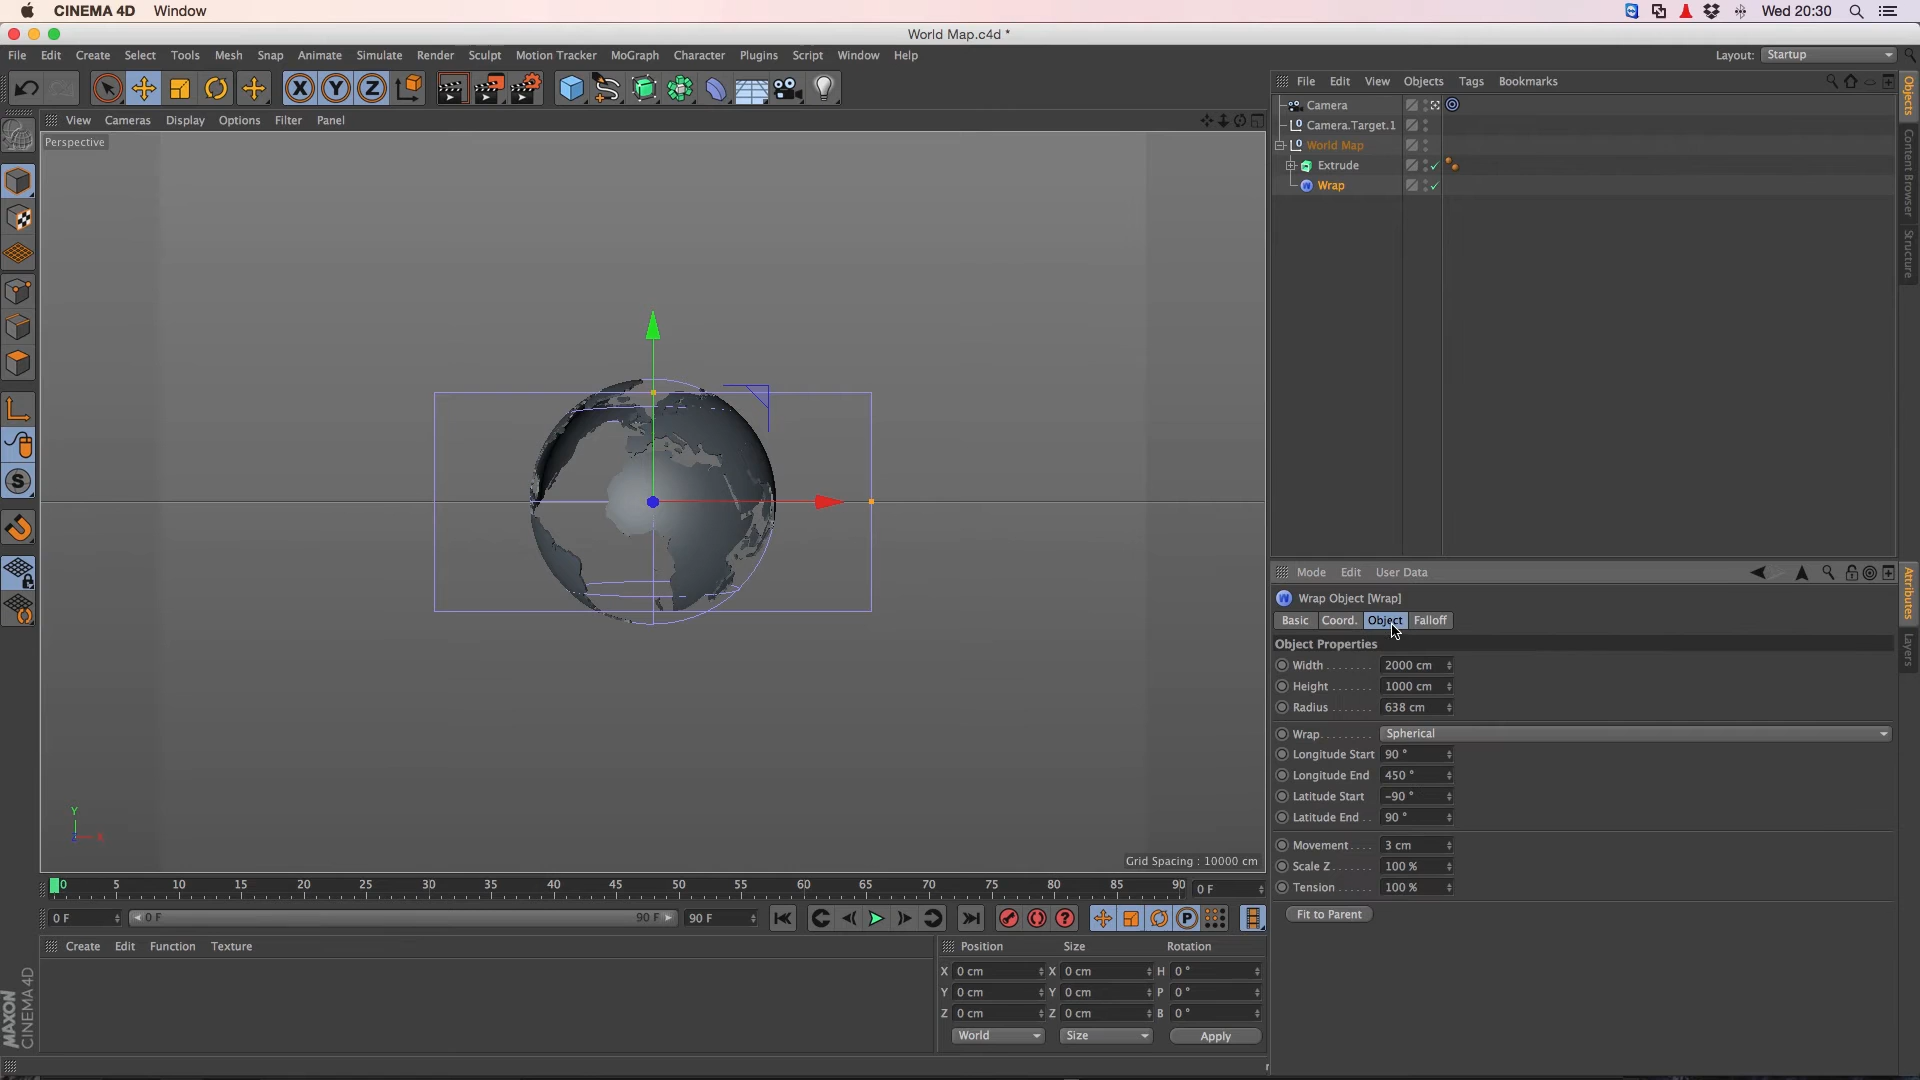 CINEMA 4D Window Wed 20:30
World Map.c4d *
File Edit Create Select Tools Mesh Snap Animate Simulate Render Sculpt Motion Tracker MoGraph Character Plugins Script Window Help Layout: Startup
X Y Z
File Edit View Objects Tags Bookmarks
View Cameras Display Options Filter Panel
Perspective
Camera
Camera.Target.1
World Map
Extrude
Wrap
Objects
Content Browser
Structure
Mode Edit User Data
Wrap Object [Wrap]
Basic Coord. Object Falloff
Object Properties
Width 2000 cm
Height 1000 cm
Radius 638 cm
Wrap Spherical
Longitude Start 90 °
Longitude End 450 °
Latitude Start -90 °
Latitude End 90 °
Movement 3 cm
Scale Z 100 %
Tension 100 %
Fit to Parent
Attributes
Layers
Y
Grid Spacing : 10000 cm
0 5 10 15 20 25 30 35 40 45 50 55 60 65 70 75 80 85 90 0 F
0 F 0 F 90 F 90 F
Create Edit Function Texture
Position Size Rotation
X 0 cm X 0 cm H 0 °
Y 0 cm Y 0 cm P 0 °
Z 0 cm Z 0 cm B 0 °
World Size Apply
MAXON
CINEMA 4D